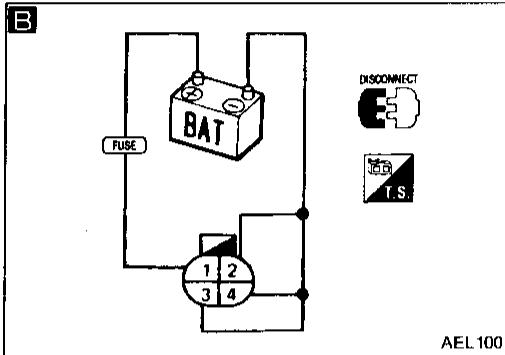 B
DISCONNECT
BAT
FUSE
T.S.
1 2
3 4
AEL100